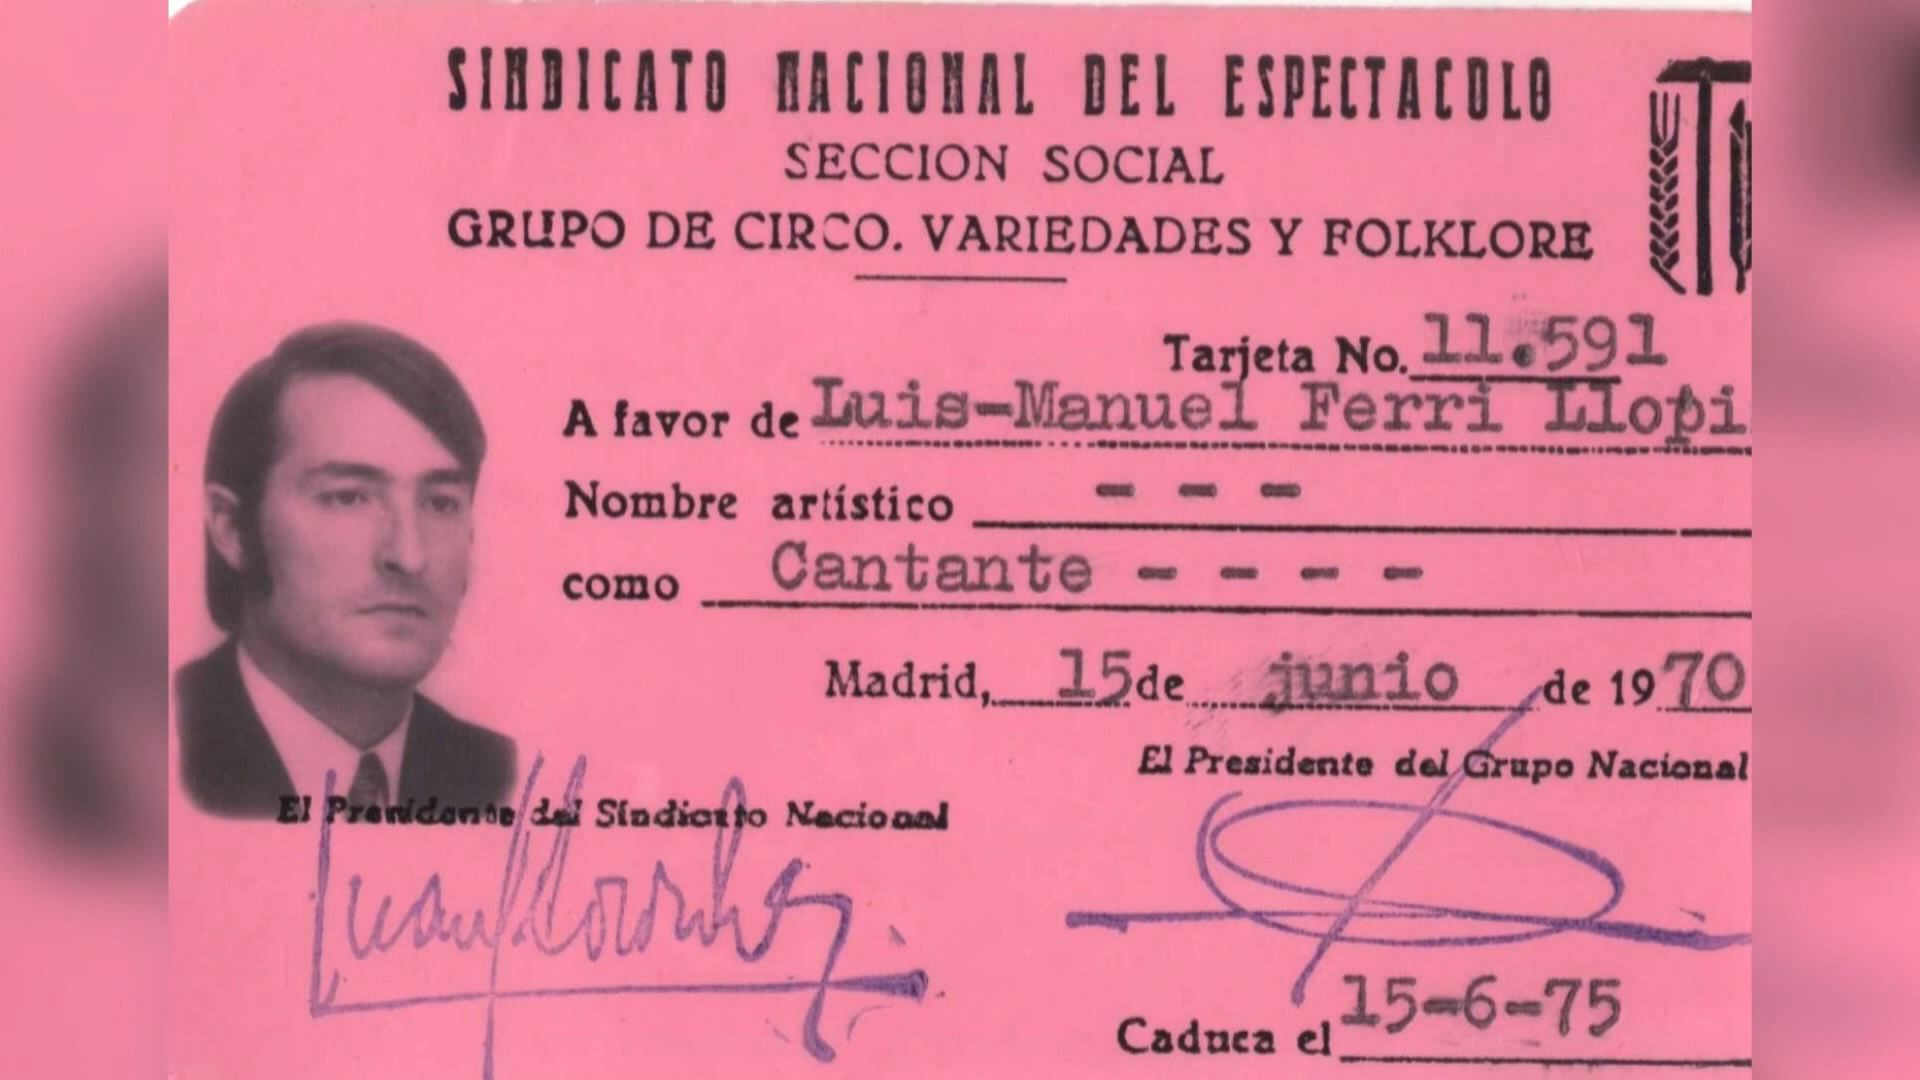 SINDICATO NACIONAL DEL ESPECTACULO
SECCION SOCIAL
GRUPO DE CIRCO. VARIEDADES Y FOLKLORE
Tarjeta No. 11.591
A favor de Luis-Manuel Ferri Llopi
Nombre artístico - - -
como Cantante - - - -
Madrid, 15 de junio de 1970
El Presidente del Grupo Nacional
El Presidente del Sindicato Nacional
Caduca el 15-6-75